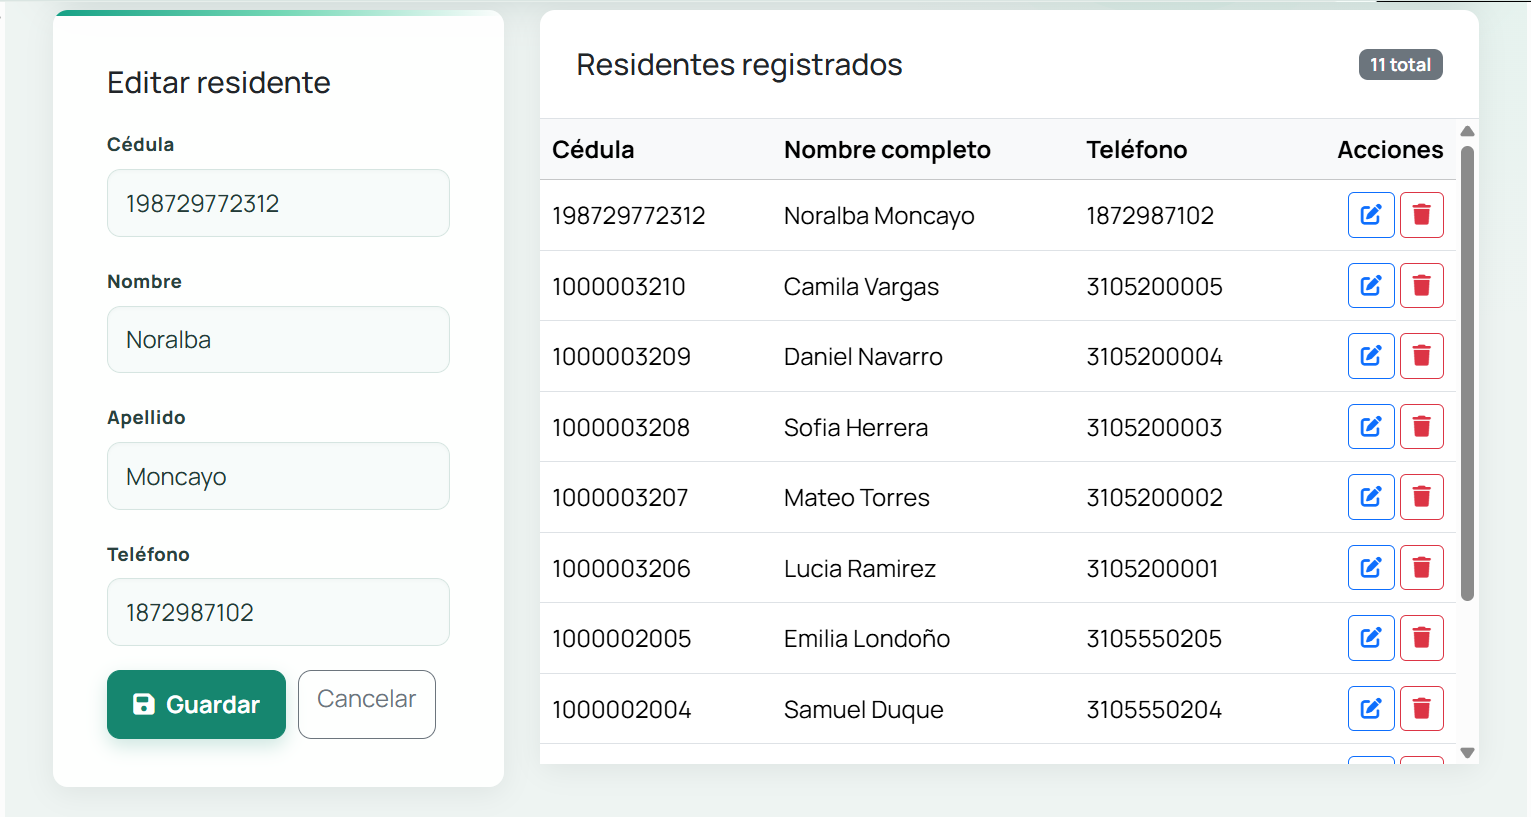 Editar residente
Cédula
198729772312
Nombre
Noralba
Apellido
Moncayo
Teléfono
1872987102
Guardar Cancelar
Residentes registrados 11 total
Cédula Nombre completo Teléfono Acciones
198729772312 Noralba Moncayo 1872987102
1000003210 Camila Vargas 3105200005
1000003209 Daniel Navarro 3105200004
1000003208 Sofia Herrera 3105200003
1000003207 Mateo Torres 3105200002
1000003206 Lucia Ramirez 3105200001
1000002005 Emilia Londoño 3105550205
1000002004 Samuel Duque 3105550204